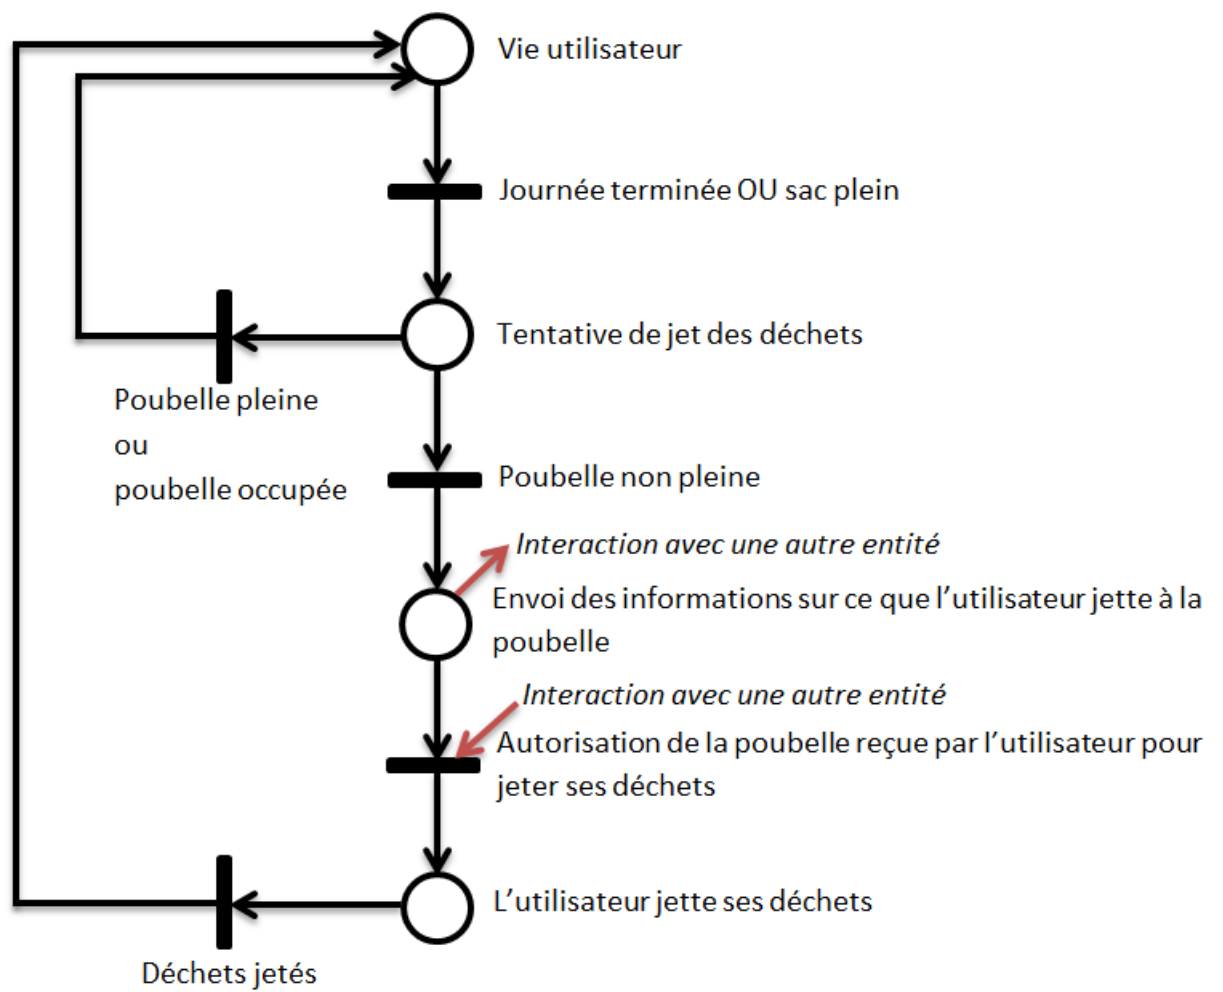 Vie utilisateur
Journée terminée OU sac plein
Tentative de jet des déchets
Poubelle pleine
ou
poubelle occupée
Poubelle non pleine
Interaction avec une autre entité
Envoi des informations sur ce que l'utilisateur jette à la
poubelle
Interaction avec une autre entité
Autorisation de la poubelle reçue par l'utilisateur pour
jeter ses déchets
L'utilisateur jette ses déchets
Déchets jetés